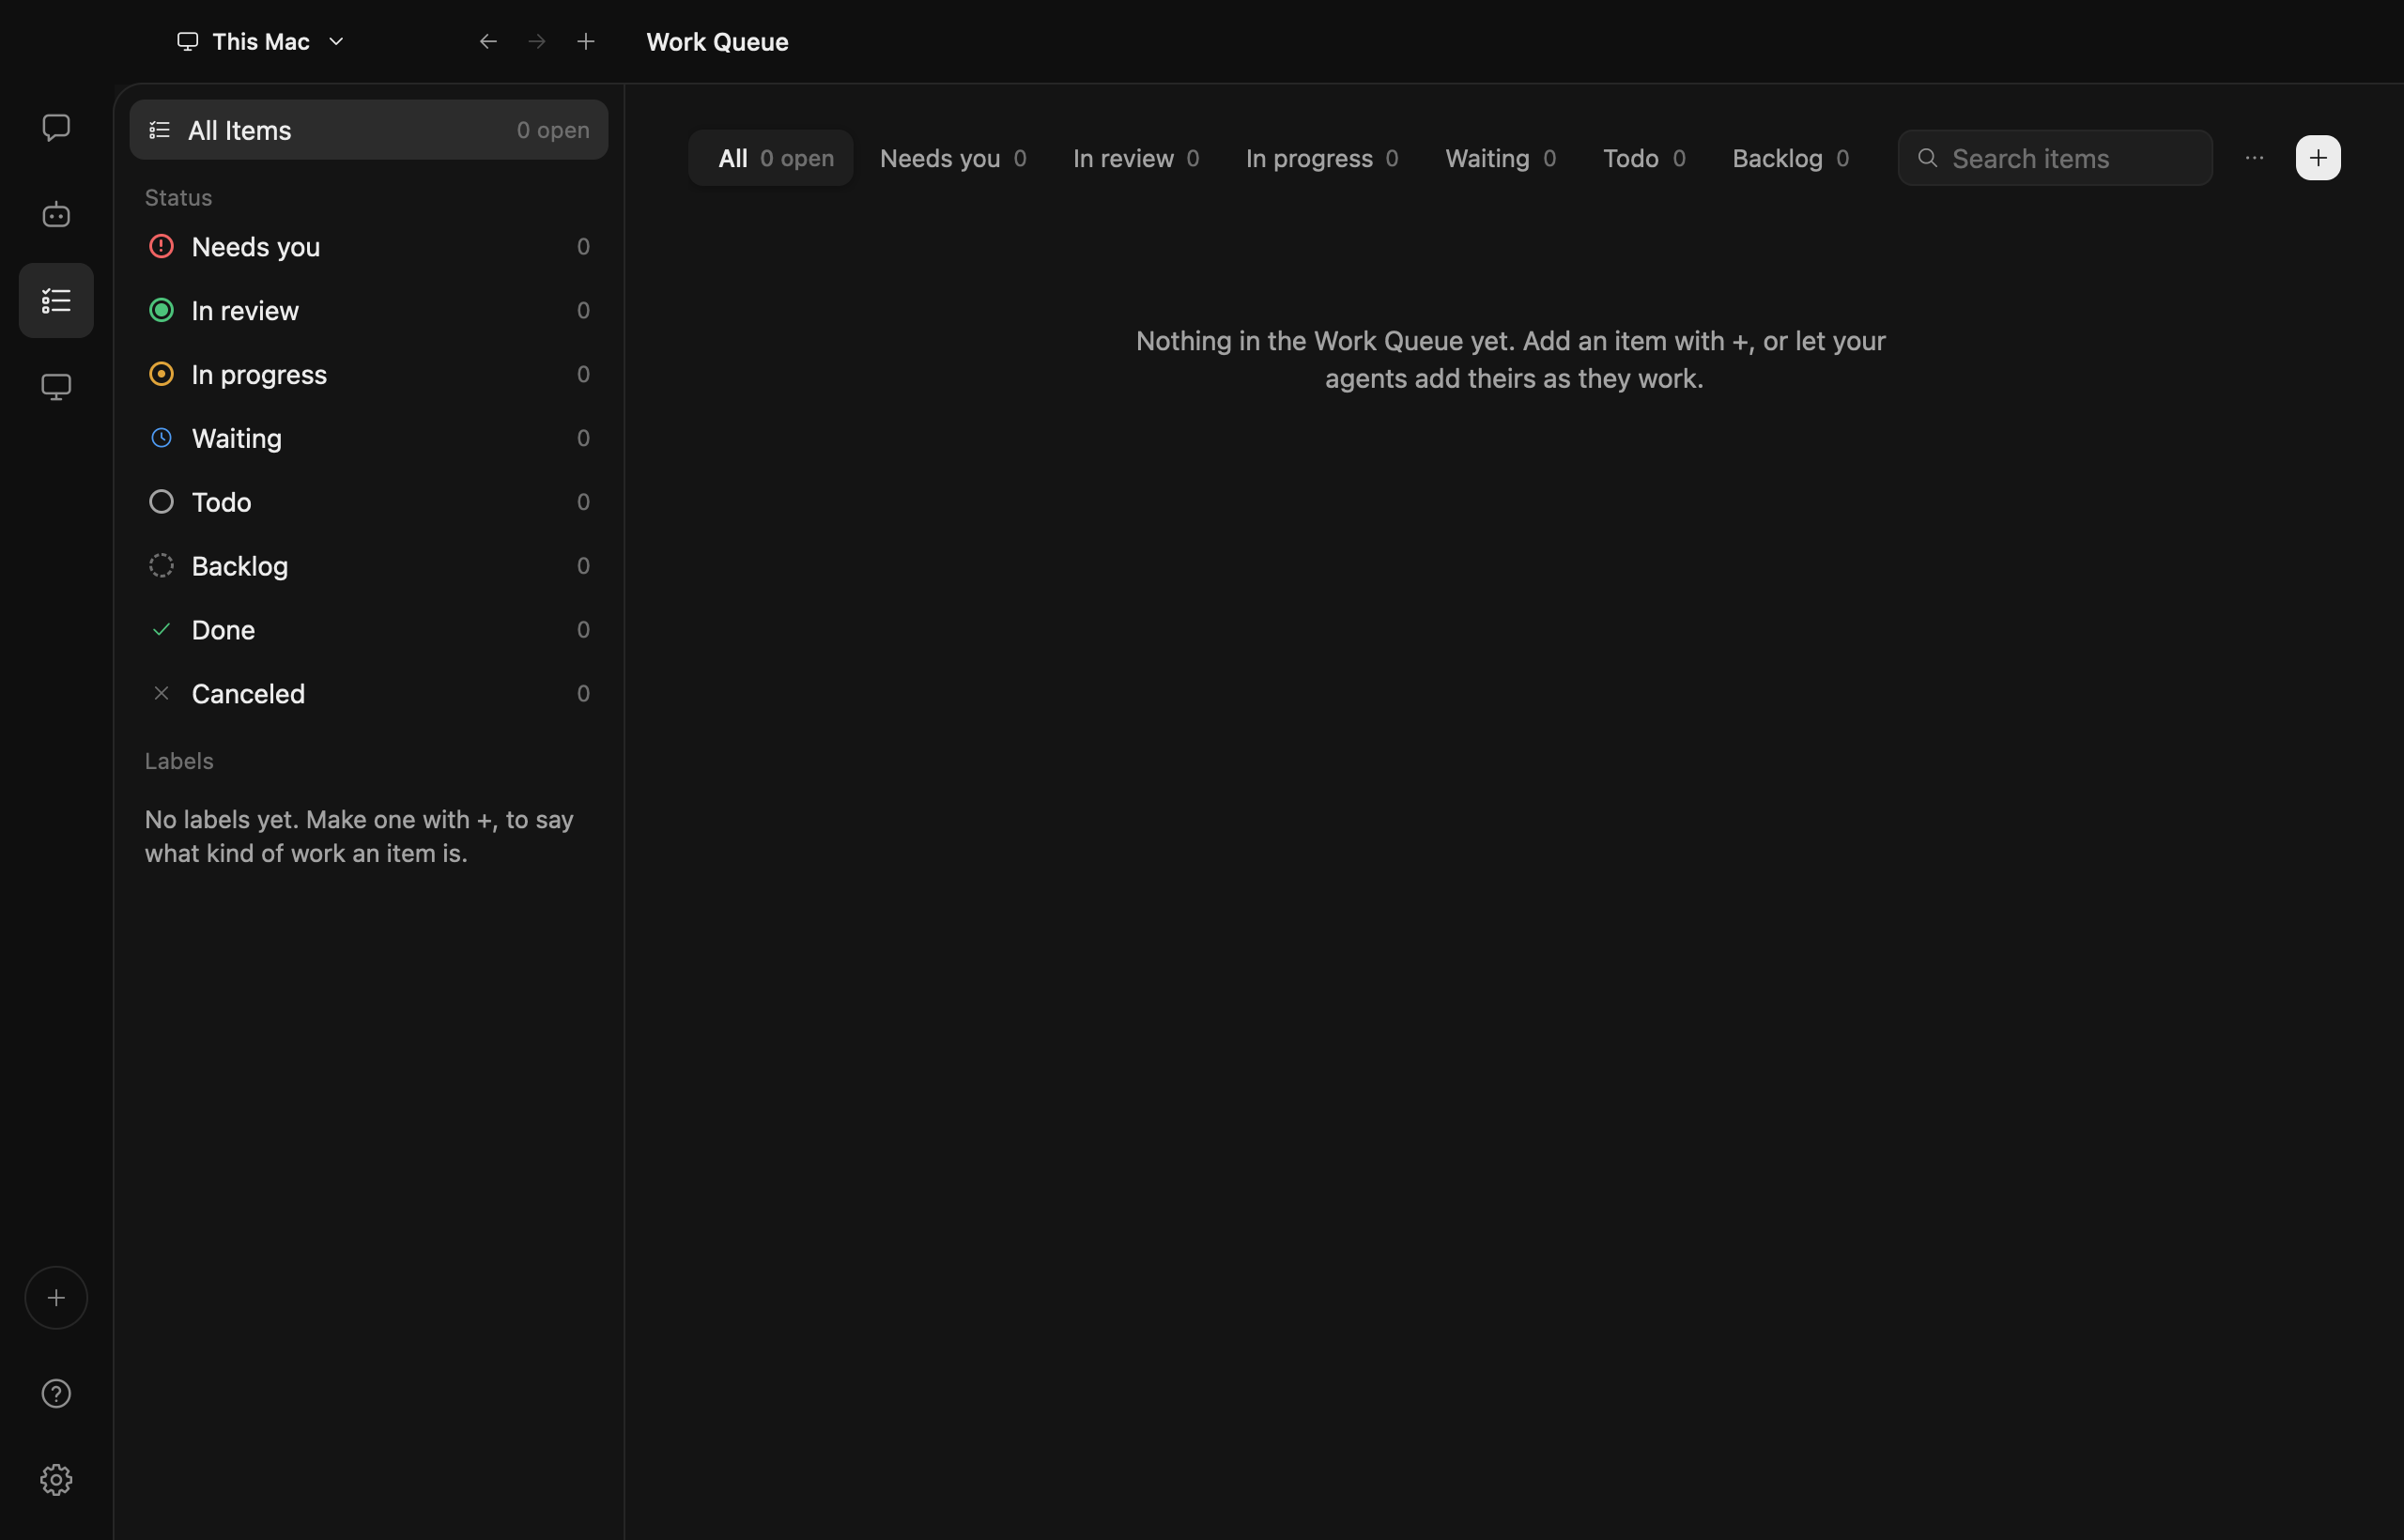 This Mac
Work Queue
All Items 0 open
Status
Needs you 0
In review 0
In progress 0
Waiting 0
Todo 0
Backlog 0
Done 0
Canceled 0
Labels
No labels yet. Make one with +, to say
what kind of work an item is.
All 0 open Needs you 0 In review 0 In progress 0 Waiting 0 Todo 0 Backlog 0 Search items
Nothing in the Work Queue yet. Add an item with +, or let your
agents add theirs as they work.